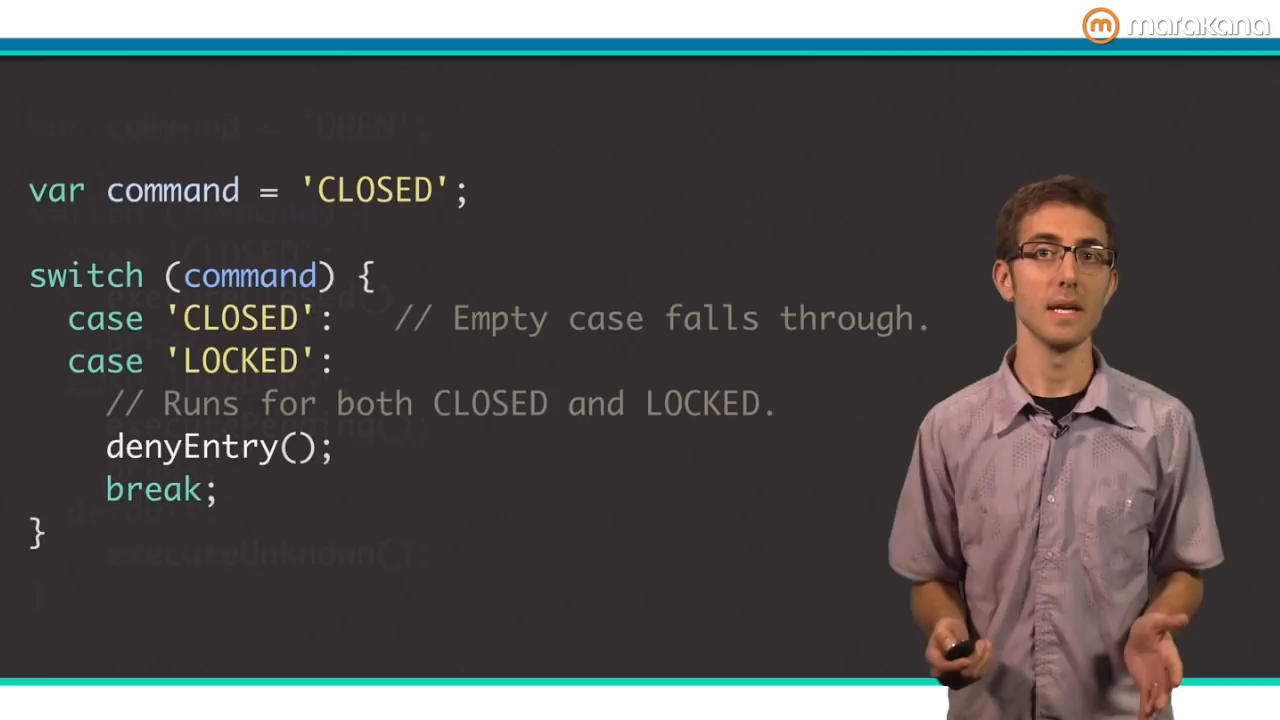 marakana
var command = 'CLOSED';
switch (command) {
case 'CLOSED': // Empty case falls through.
case 'LOCKED':
// Runs for both CLOSED and LOCKED.
denyEntry();
break;
}